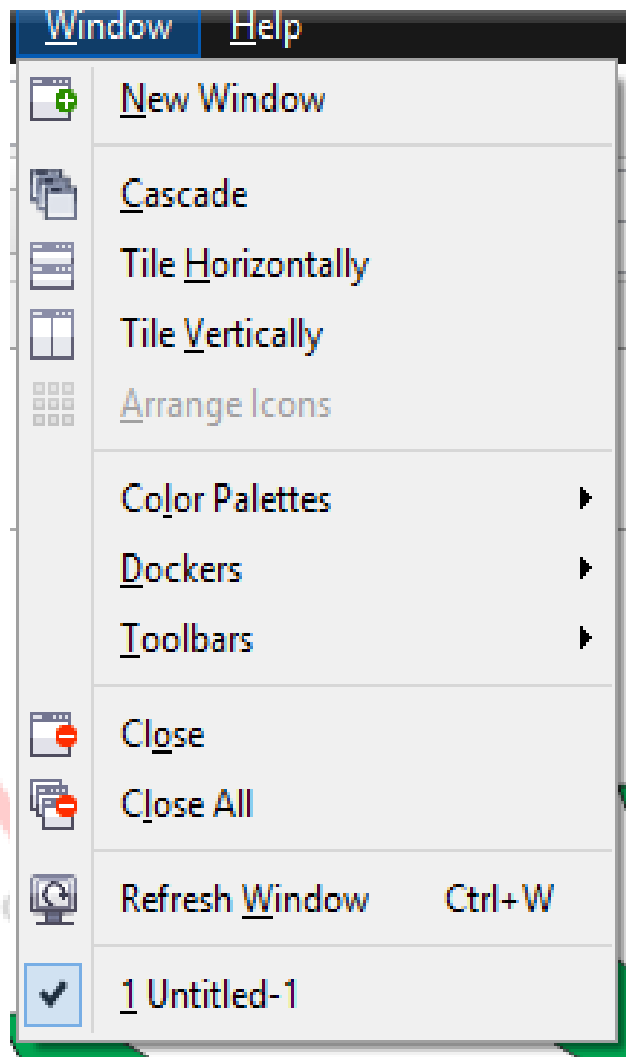 Window Help
New Window
Cascade
Tile Horizontally
Tile Vertically
Arrange Icons
Color Palettes
Dockers
Toolbars
Close
Close All
Refresh Window Ctrl+W
1 Untitled-1